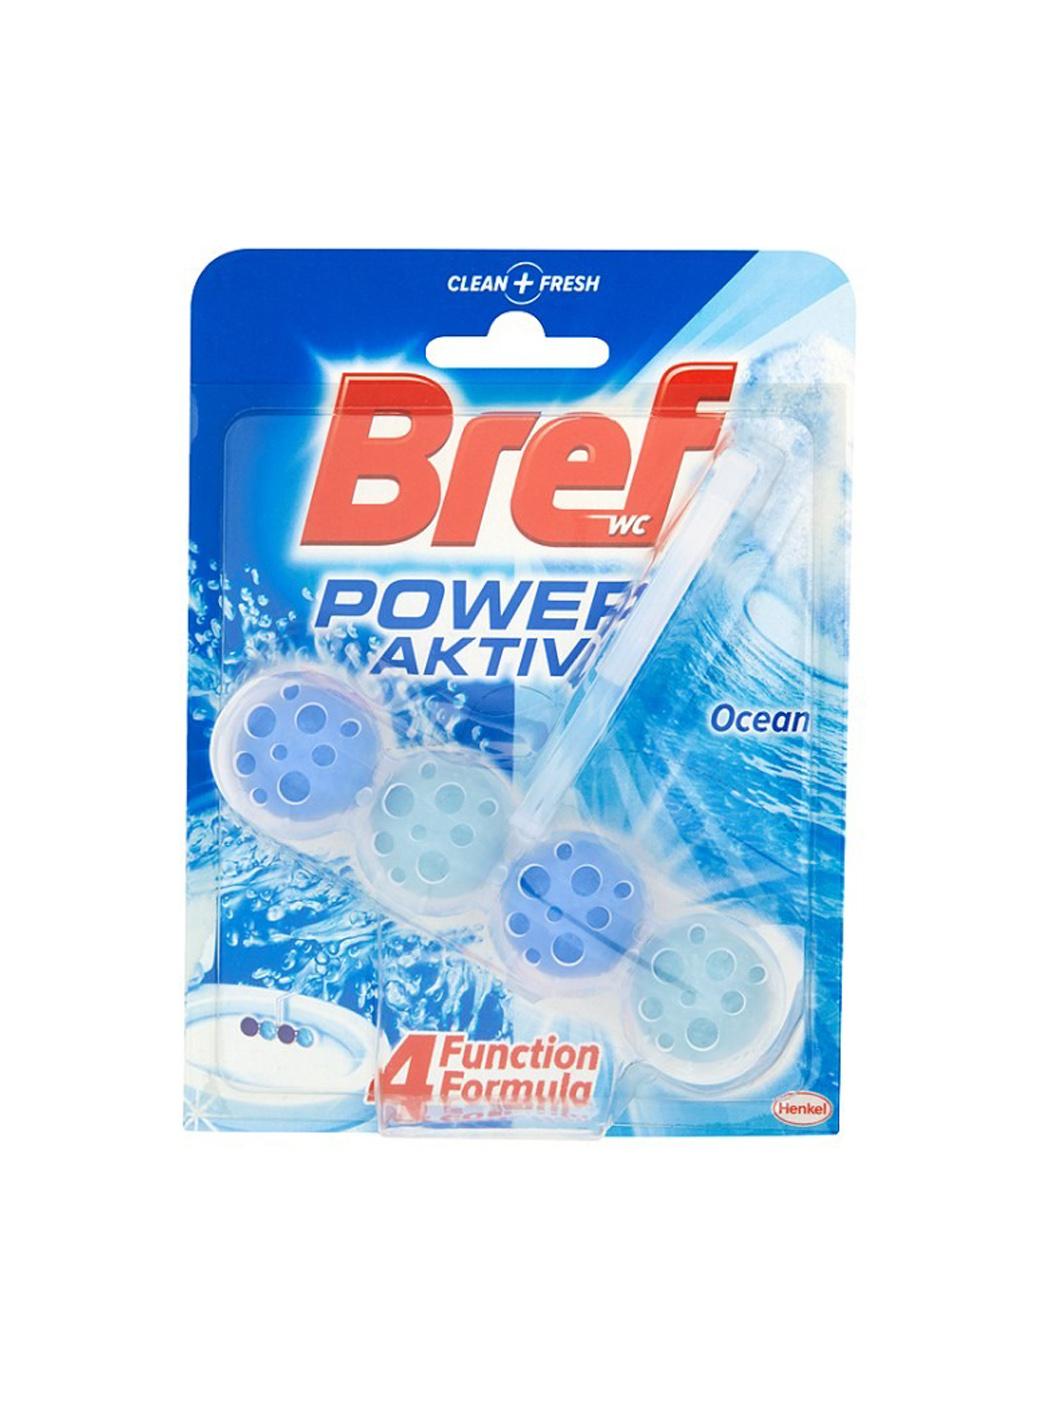 CLEAN + FRESH
Bref
WC
POWER
AKTIV
Ocean
4 Function
Formula
Henkel